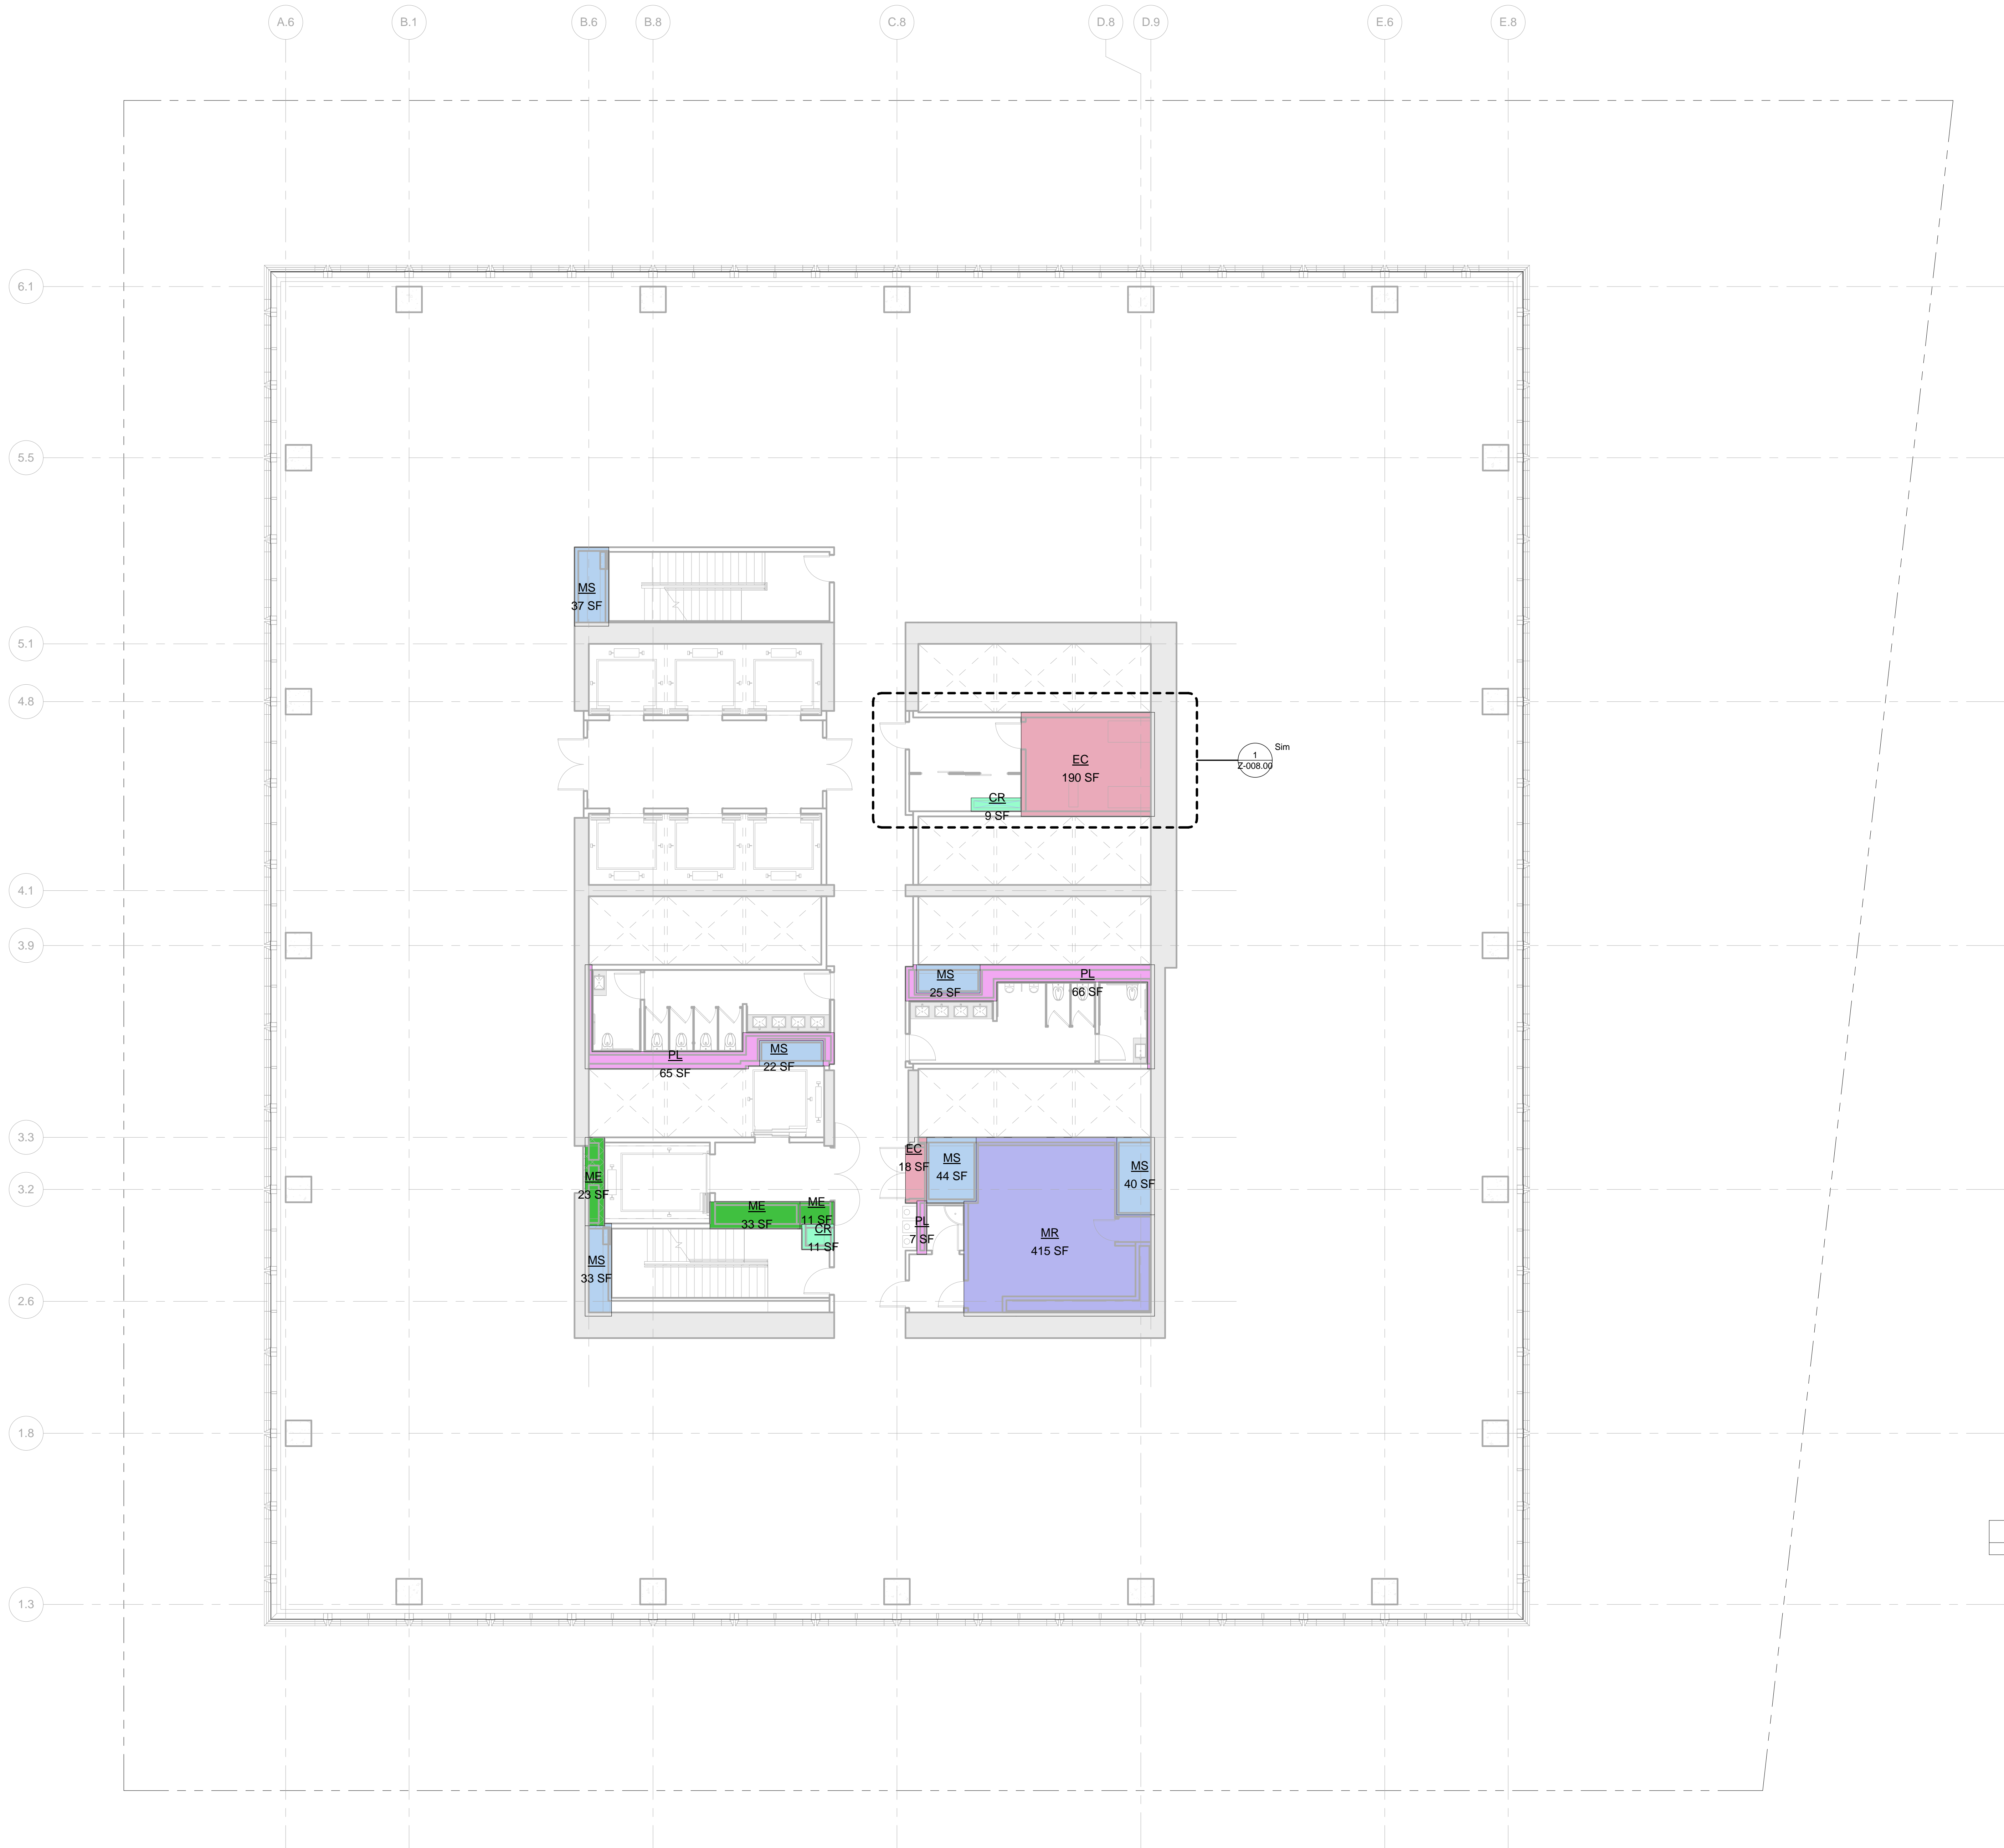 A.6
B.1
B.6
B.8
C.8
D.8
D.9
E.6
E.8
6.1
5.5
MS
37 SF
5.1
4.8
EC
190 SF
1
Z-008.00
Sim
CR
9 SF
4.1
3.9
MS
25 SF
PL
66 SF
PL
65 SF
MS
22 SF
3.3
EC
18 SF
MS
44 SF
MS
40 SF
ME
23 SF
3.2
ME
33 SF
ME
11 SF
CR
11 SF
PL
7 SF
MR
415 SF
MS
33 SF
2.6
1.8
1.3